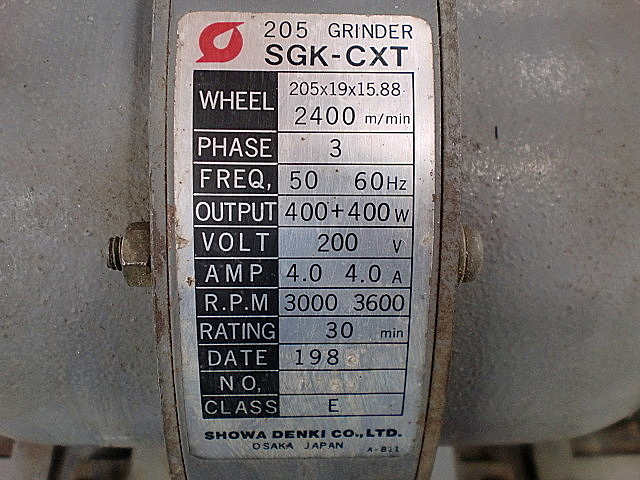 205 GRINDER
SGK-CXT
WHEEL 205x19x15.88
2400 m/min
PHASE 3
FREQ, 50 60Hz
OUTPUT 400+400 W
VOLT 200 V
AMP 4.0 4.0 A
R.P.M 3000 3600
RATING 30 min
DATE 198
NO,
CLASS E
SHOWA DENKI CO., LTD.
OSAKA JAPAN A-811